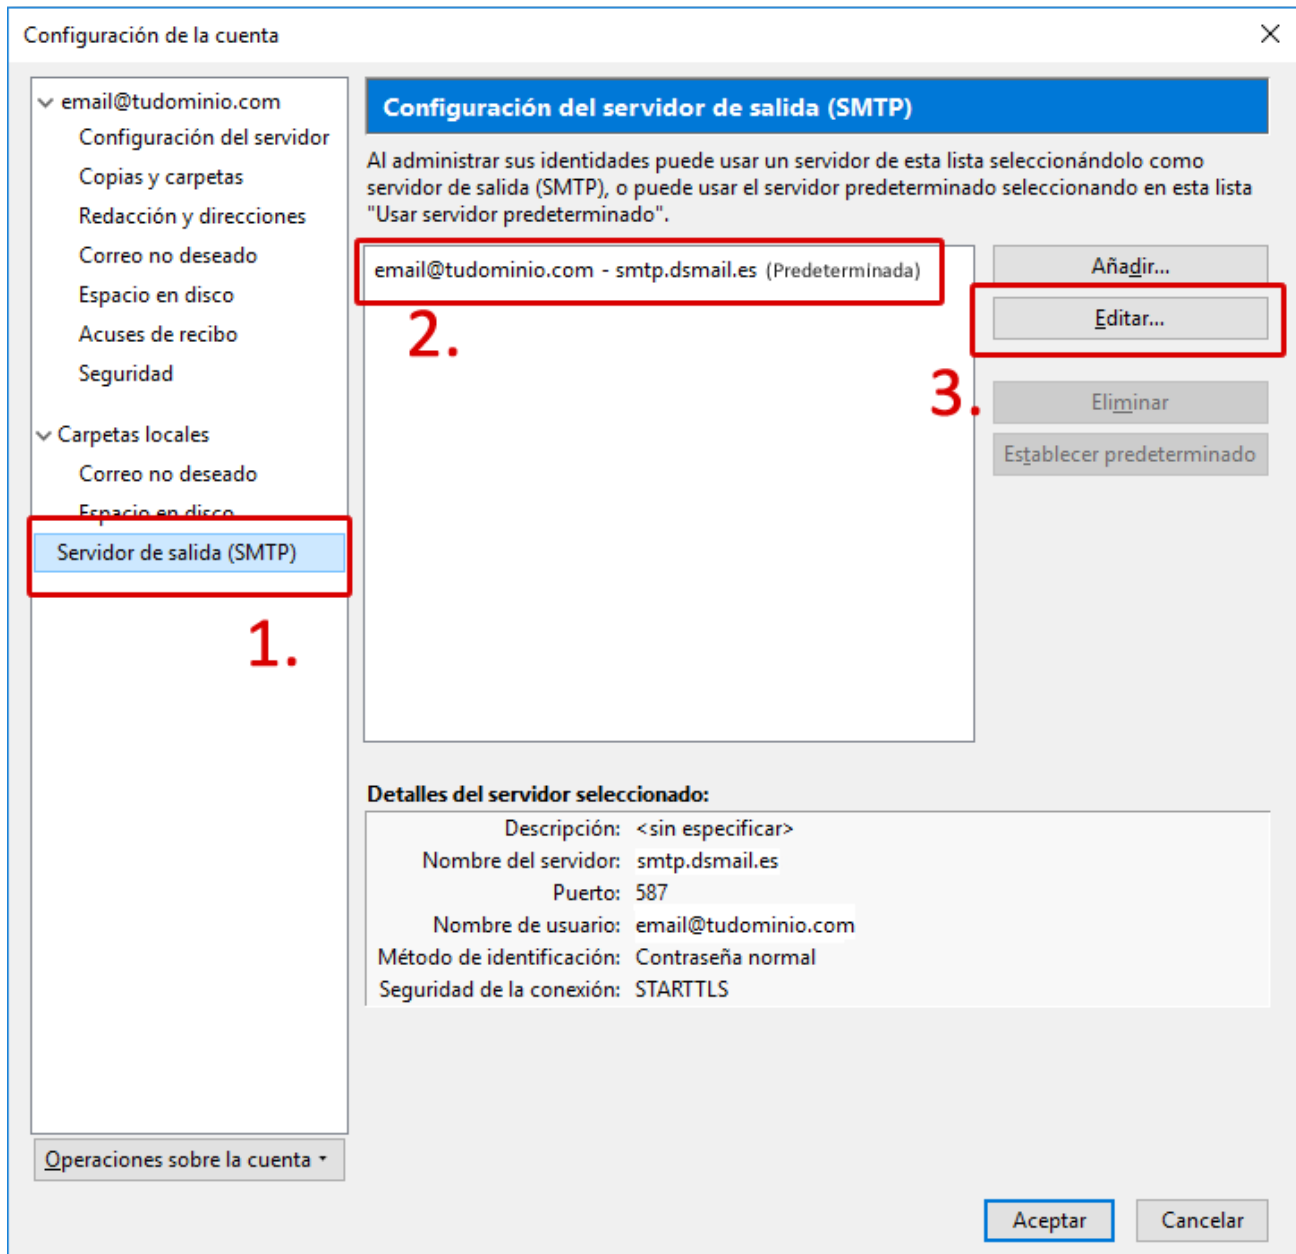 Configuración de la cuenta
email@tudominio.com
Configuración del servidor
Copias y carpetas
Redacción y direcciones
Correo no deseado
Espacio en disco
Acuses de recibo
Seguridad
Carpetas locales
Correo no deseado
Espacio en disco
Servidor de salida (SMTP)
1.
Operaciones sobre la cuenta
Configuración del servidor de salida (SMTP)
Al administrar sus identidades puede usar un servidor de esta lista seleccionándolo como
servidor de salida (SMTP), o puede usar el servidor predeterminado seleccionando en esta lista
"Usar servidor predeterminado".
email@tudominio.com - smtp.dsmail.es (Predeterminada)
2.
Añadir...
Editar...
3.
Eliminar
Establecer predeterminado
Detalles del servidor seleccionado:
Descripción: <sin especificar>
Nombre del servidor: smtp.dsmail.es
Puerto: 587
Nombre de usuario: email@tudominio.com
Método de identificación: Contraseña normal
Seguridad de la conexión: STARTTLS
Aceptar
Cancelar